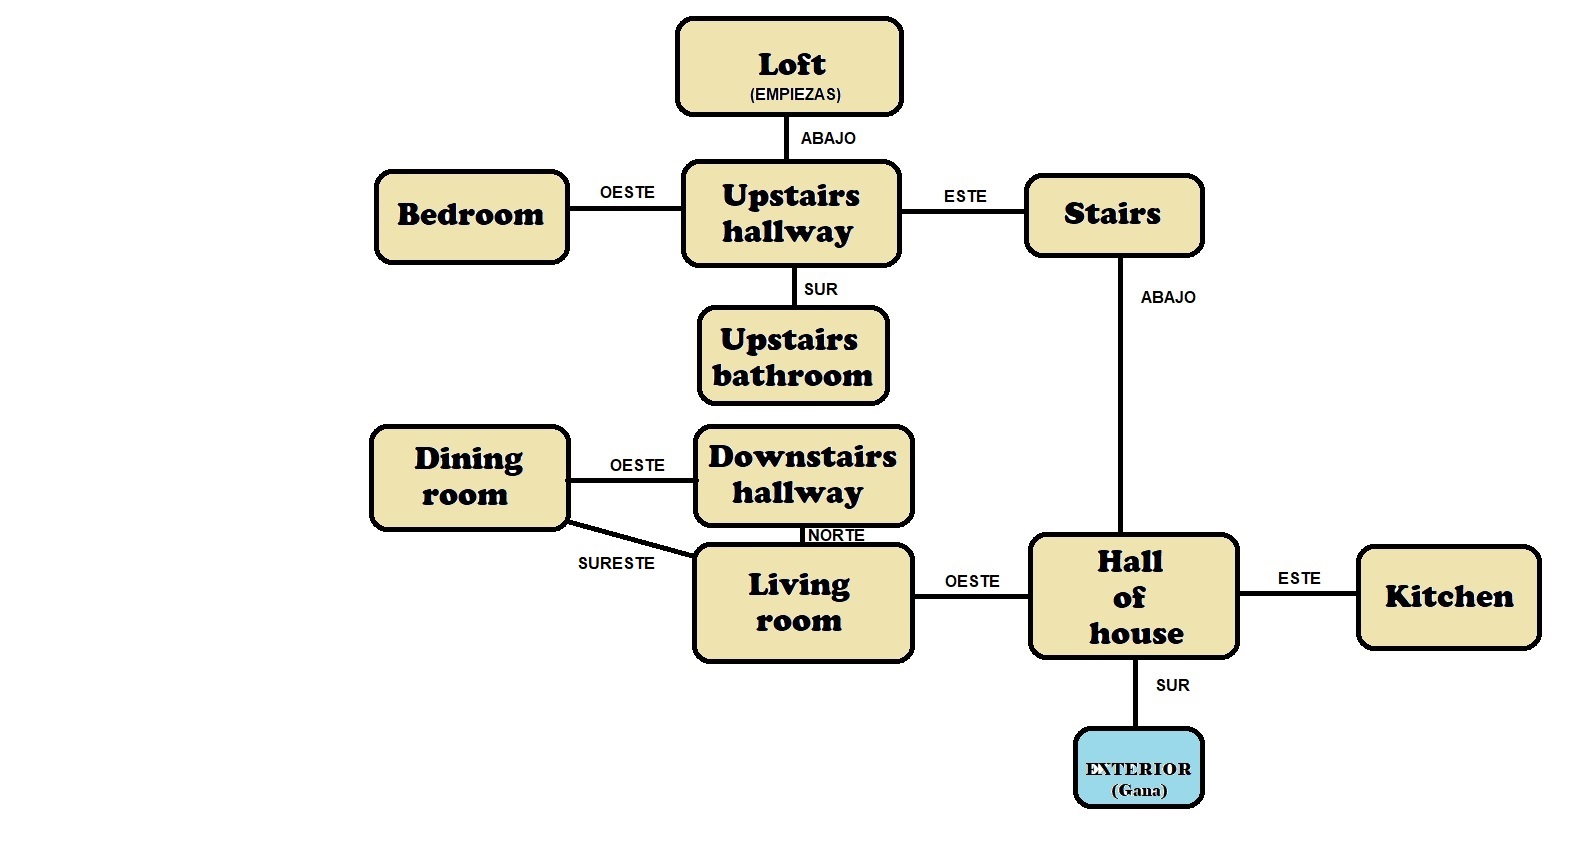 Loft
(EMPIEZAS)
ABAJO
Bedroom
OESTE
Upstairs
hallway
ESTE
Stairs
SUR
ABAJO
Upstairs
bathroom
Dining
room
OESTE
Downstairs
hallway
NORTE
SURESTE
Living
room
OESTE
Hall
of
house
ESTE
Kitchen
SUR
EXTERIOR
(Gana)